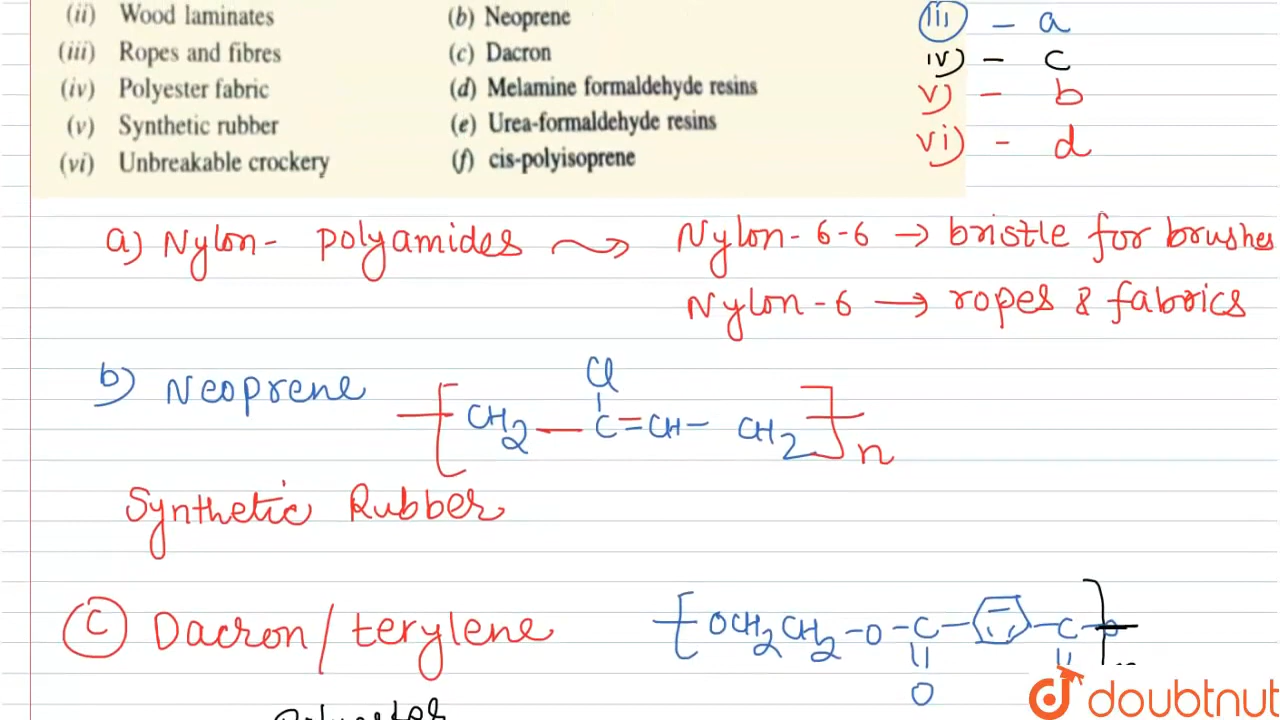 (ii) Wood laminates (b) Neoprene
(iii) Ropes and fibres (c) Dacron
(iv) Polyester fabric (d) Melamine formaldehyde resins
(v) Synthetic rubber (e) Urea-formaldehyde resins
(vi) Unbreakable crockery (f) cis-polyisoprene
iii) - a
iv) - c
v) - b
vi) - d
a) Nylon- polyamides Nylon-6-6 → bristle for brushes
Nylon-6 → ropes & fabrics
b) Neoprene [CH2-C=CH-CH2]n
Cl
Synthetic Rubber
C Dacron/terylene [OCH2CH2-O-C-
-C-
O
doubtnut